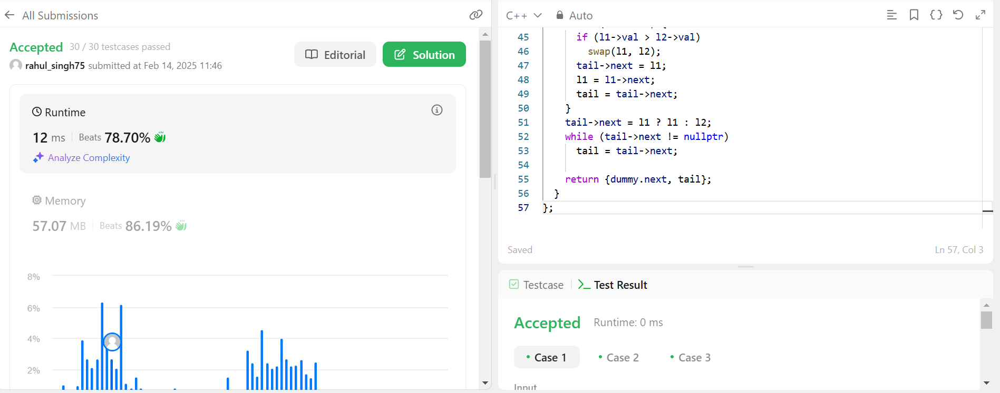 All Submissions
Accepted 30 / 30 testcases passed
rahul_singh75 submitted at Feb 14, 2025 11:46
Editorial
Solution
Runtime
12 ms Beats 78.70%
Analyze Complexity
Memory
57.07 MB Beats 86.19%
8%
6%
4%
2%
C++ Auto
45 if (l1->val > l2->val)
46 swap(l1, l2);
47 tail->next = l1;
48 l1 = l1->next;
49 tail = tail->next;
50 }
51 tail->next = l1 ? l1 : l2;
52 while (tail->next != nullptr)
53 tail = tail->next;
54
55 return {dummy.next, tail};
56 }
57 };
Saved Ln 57, Col 3
Testcase Test Result
Accepted Runtime: 0 ms
Case 1 Case 2 Case 3
Input